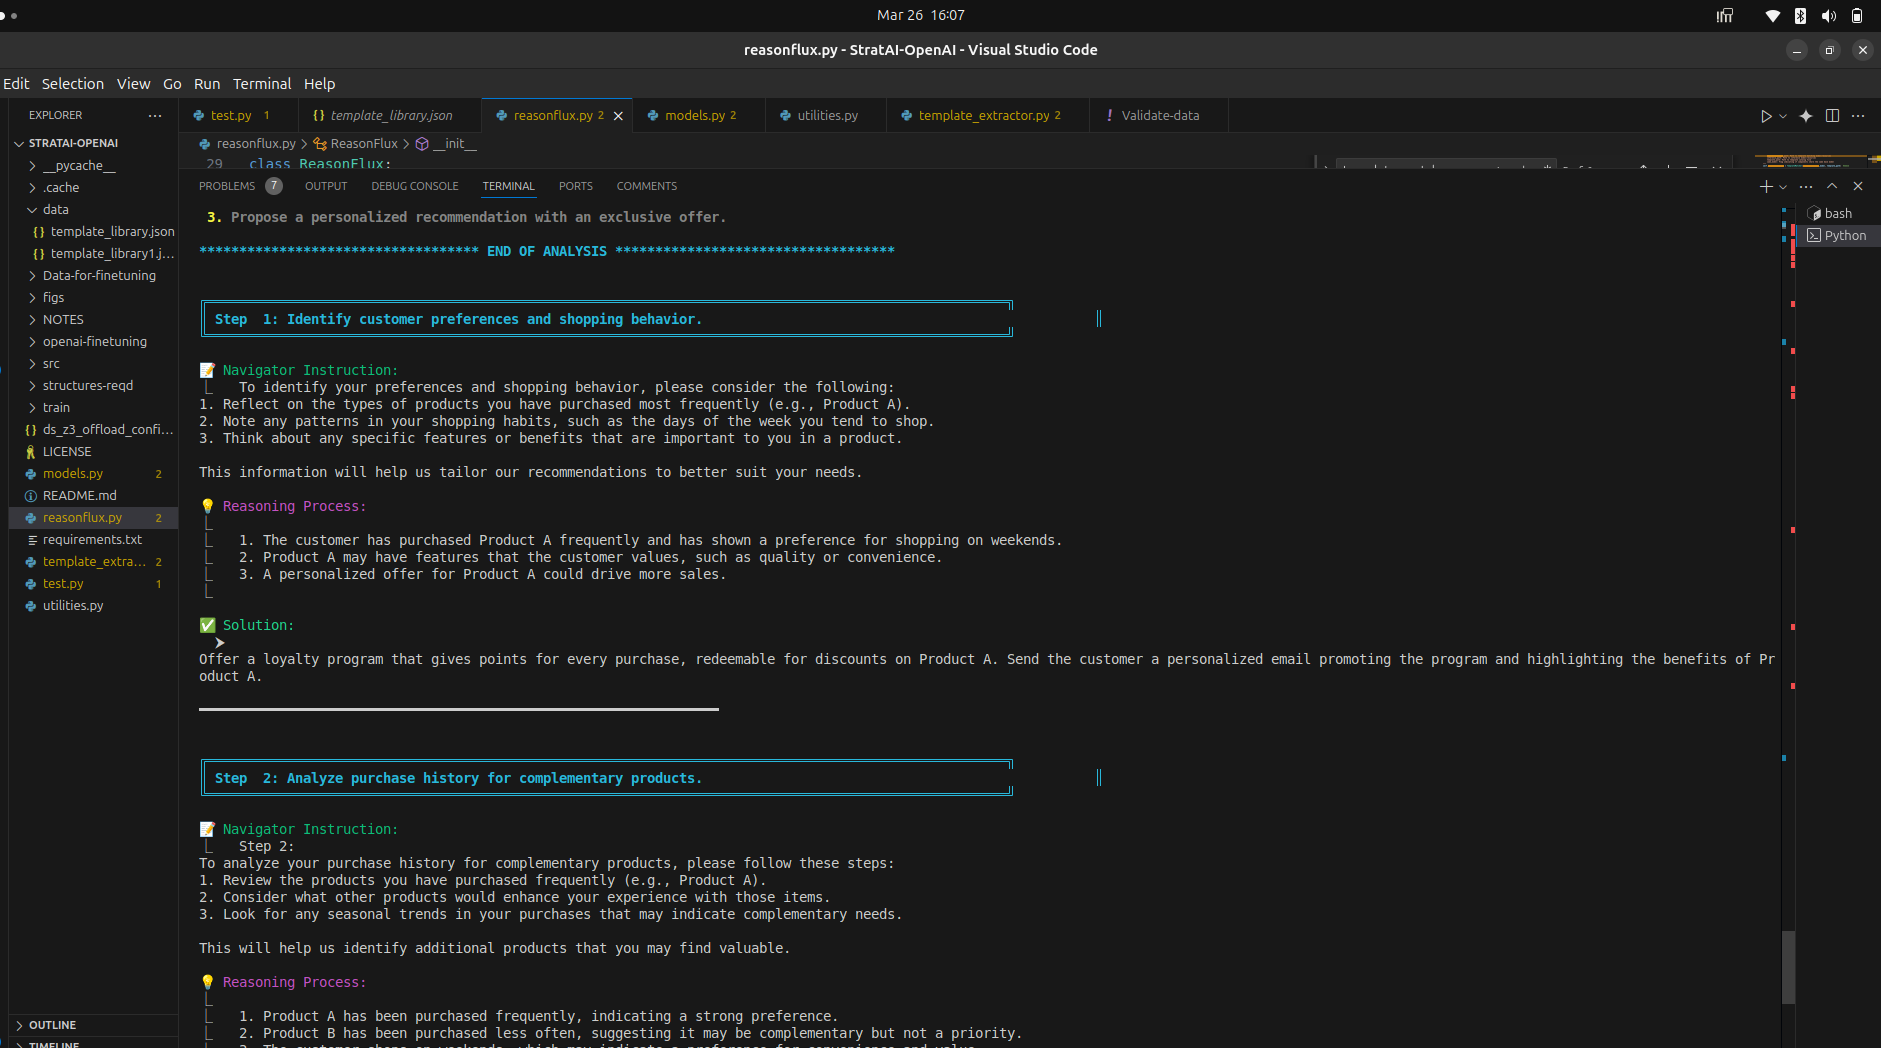 Mar 26 16:07
reasonflux.py - StratAI-OpenAI - Visual Studio Code
Edit Selection View Go Run Terminal Help
EXPLORER
STRATAI-OPENAI
__pycache__
.cache
data
template_library.json
template_library1.j...
Data-for-finetuning
figs
NOTES
openai-finetuning
src
structures-reqd
train
ds_z3_offload_confi...
LICENSE
models.py 2
README.md
reasonflux.py 2
requirements.txt
template_extra... 2
test.py 1
utilities.py
OUTLINE
TIMELINE
test.py 1 template_library.json reasonflux.py 2 models.py 2 utilities.py template_extractor.py 2 Validate-data
reasonflux.py > ReasonFlux > __init__
29 class ReasonFlux:
PROBLEMS 7 OUTPUT DEBUG CONSOLE TERMINAL PORTS COMMENTS
bash
Python
3. Propose a personalized recommendation with an exclusive offer.
*********************************** END OF ANALYSIS ***********************************
Step 1: Identify customer preferences and shopping behavior.
Navigator Instruction:
To identify your preferences and shopping behavior, please consider the following:
1. Reflect on the types of products you have purchased most frequently (e.g., Product A).
2. Note any patterns in your shopping habits, such as the days of the week you tend to shop.
3. Think about any specific features or benefits that are important to you in a product.
This information will help us tailor our recommendations to better suit your needs.
Reasoning Process:
1. The customer has purchased Product A frequently and has shown a preference for shopping on weekends.
2. Product A may have features that the customer values, such as quality or convenience.
3. A personalized offer for Product A could drive more sales.
Solution:
Offer a loyalty program that gives points for every purchase, redeemable for discounts on Product A. Send the customer a personalized email promoting the program and highlighting the benefits of Pr
oduct A.
Step 2: Analyze purchase history for complementary products.
Navigator Instruction:
Step 2:
To analyze your purchase history for complementary products, please follow these steps:
1. Review the products you have purchased frequently (e.g., Product A).
2. Consider what other products would enhance your experience with those items.
3. Look for any seasonal trends in your purchases that may indicate complementary needs.
This will help us identify additional products that you may find valuable.
Reasoning Process:
1. Product A has been purchased frequently, indicating a strong preference.
2. Product B has been purchased less often, suggesting it may be complementary but not a priority.
3. The customer shops on weekends, which may indicate a preference for convenience and value.